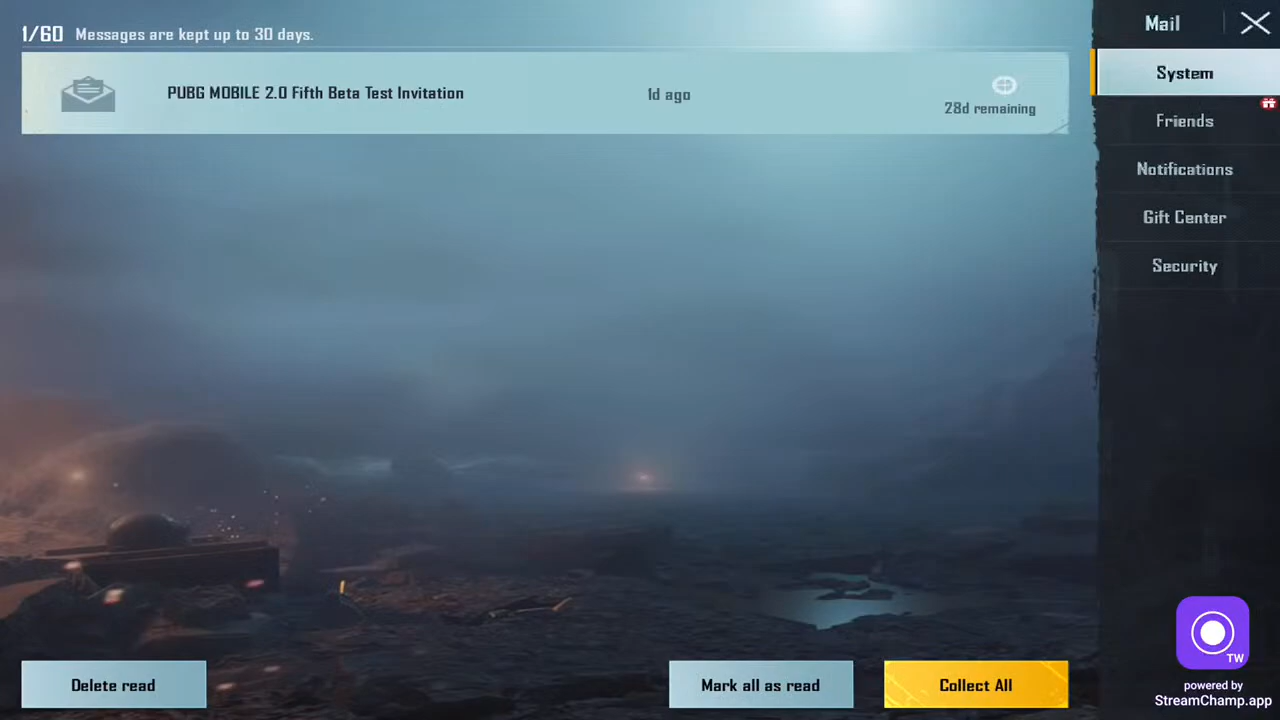 1/60 Messages are kept up to 30 days.
Mail
PUBG MOBILE 2.0 Fifth Beta Test Invitation 1d ago 28d remaining
System
Friends
Notifications
Gift Center
Security
Delete read
Mark all as read
Collect All
TW
powered by
StreamChamp.app